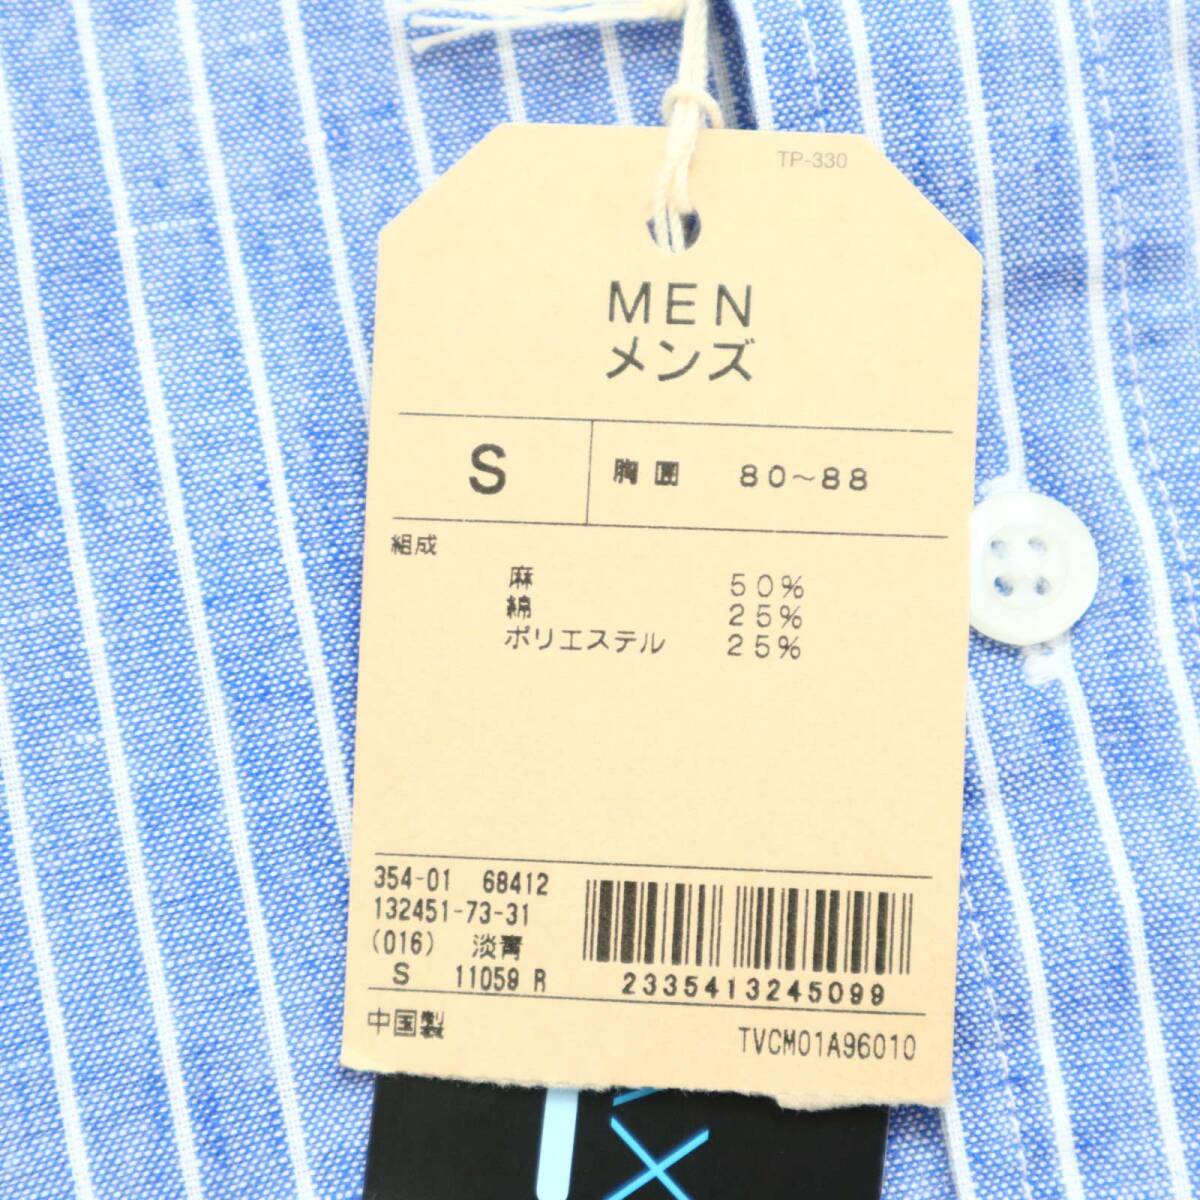 TP-330
MEN
メンズ
S 胸囲 80～88
組成
麻 50%
綿 25%
ポリエステル 25%
354-01 68412
132451-73-31
(016) 淡青
S 11059 R
2335413245099
中国製
TVCM01A96010